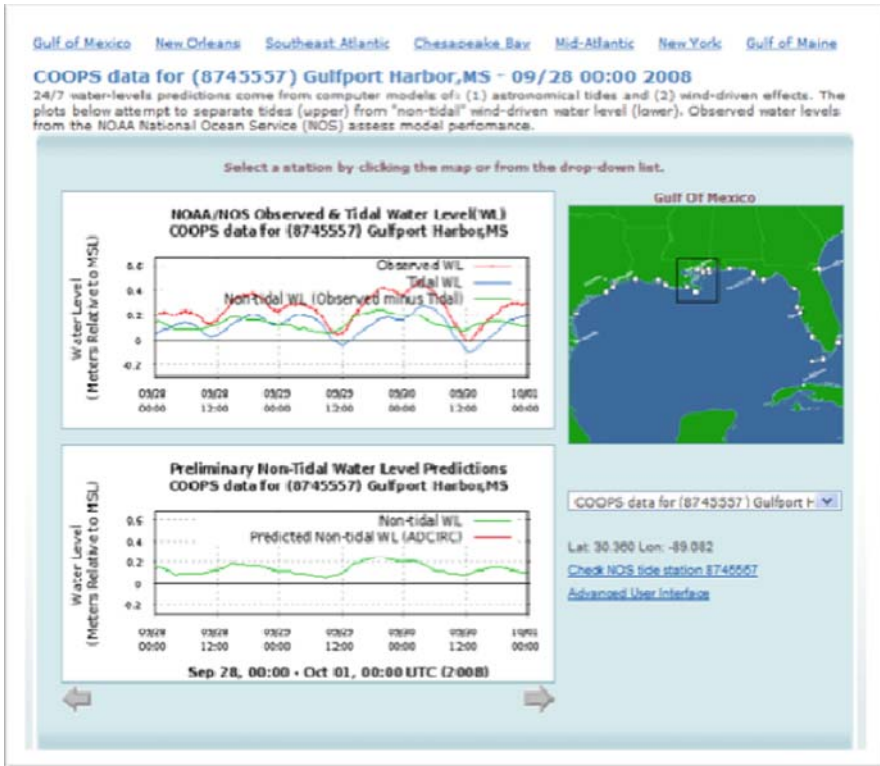 Gulf of Mexico New Orleans Southeast Atlantic Chesapeake Bay Mid-Atlantic New York Gulf of Maine
COOPS data for (8745557) Gulfport Harbor,MS - 09/28 00:00 2008
24/7 water-levels predictions come from computer models of: (1) astronomical tides and (2) wind-driven effects. The
plots below attempt to separate tides (upper) from "non-tidal" wind-driven water level (lower). Observed water levels
from the NOAA National Ocean Service (NOS) assess model perfomance.
Select a station by clicking the map or from the drop-down list.
NOAA/NOS Observed & Tidal Water Level(WL)
COOPS data for (8745557) Gulfport Harbor,MS
Water Level
(Meters Relative to MSL)
Observed WL
Tidal WL
Non-tidal WL (Observed minus Tidal)
0.6
0.4
0.2
0
-0.2
09/28 09/28 09/29 09/29 09/30 09/30 10/01
00:00 12:00 00:00 12:00 00:00 12:00 00:00
Gulf Of Mexico
Preliminary Non-Tidal Water Level Predictions
COOPS data for (8745557) Gulfport Harbor,MS
Water Level
(Meters Relative to MSL)
Non-tidal WL
Predicted Non-tidal WL (ADCIRC)
0.6
0.4
0.2
0
-0.2
09/28 09/28 09/29 09/29 09/30 09/30 10/01
00:00 12:00 00:00 12:00 00:00 12:00 00:00
Sep 28, 00:00 - Oct 01, 00:00 UTC (2008)
COOPS data for (8745557) Gulfport H
Lat: 30.360 Lon: -89.082
Check NOS tide station 8745557
Advanced User Interface